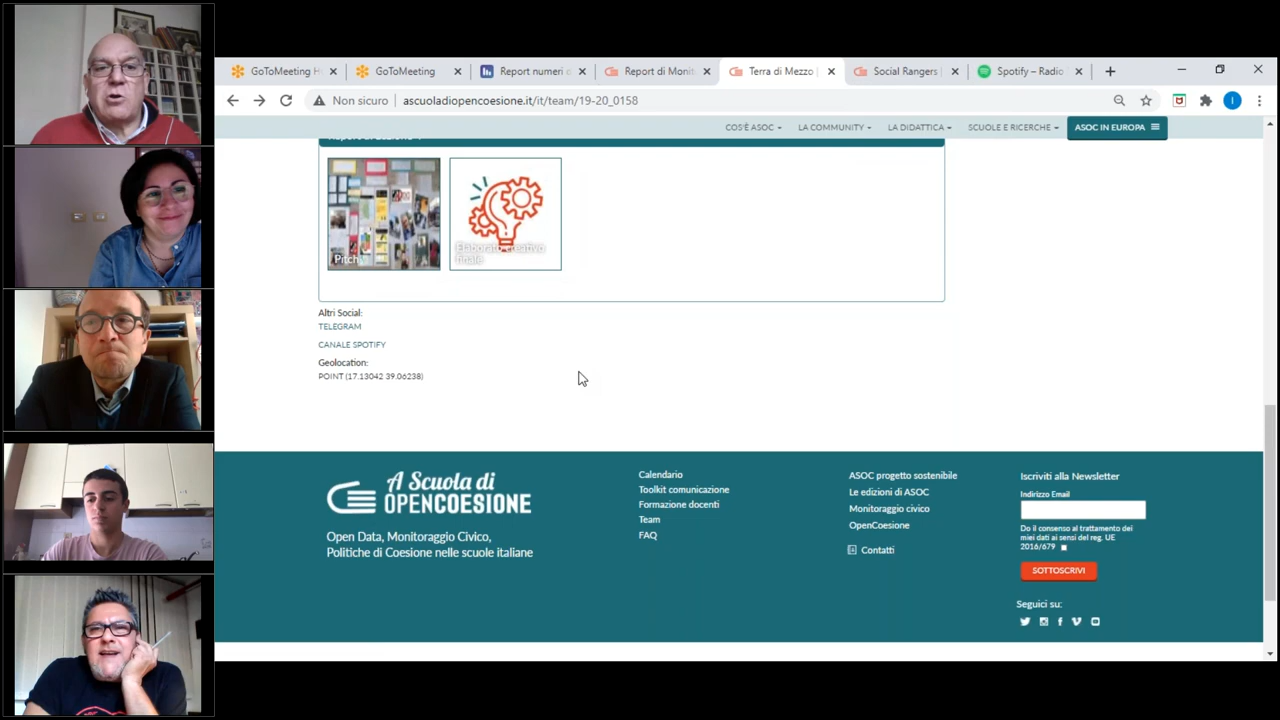 GoToMeeting
GoToMeeting
Report numeri
Report di Monit
Terra di Mezzo |
Social Rangers |
Spotify – Radio
Non sicuro
ascuoladiopencoesione.it/it/team/19-20_0158
COS'È ASOC
LA COMMUNITY
LA DIDATTICA
SCUOLE E RICERCHE
ASOC IN EUROPA
Pitch
Elaborato creativo
finale
Altri Social:
TELEGRAM
CANALE SPOTIFY
Geolocation:
POINT (17.13042 39.06238)
A Scuola di
OPENCOESIONE
Open Data, Monitoraggio Civico,
Politiche di Coesione nelle scuole italiane
Calendario
Toolkit comunicazione
Formazione docenti
Team
FAQ
ASOC progetto sostenibile
Le edizioni di ASOC
Monitoraggio civico
OpenCoesione
Contatti
Iscriviti alla Newsletter
Indirizzo Email
Do il consenso al trattamento dei
miei dati ai sensi del reg. UE
2016/679
SOTTOSCRIVI
Seguici su: